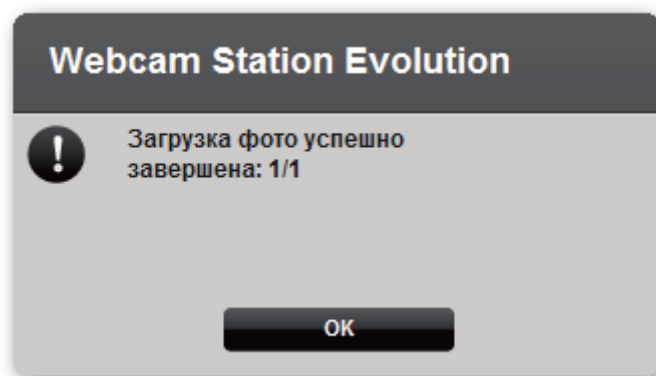 Webcam Station Evolution
Загрузка фото успешно
завершена: 1/1
OK